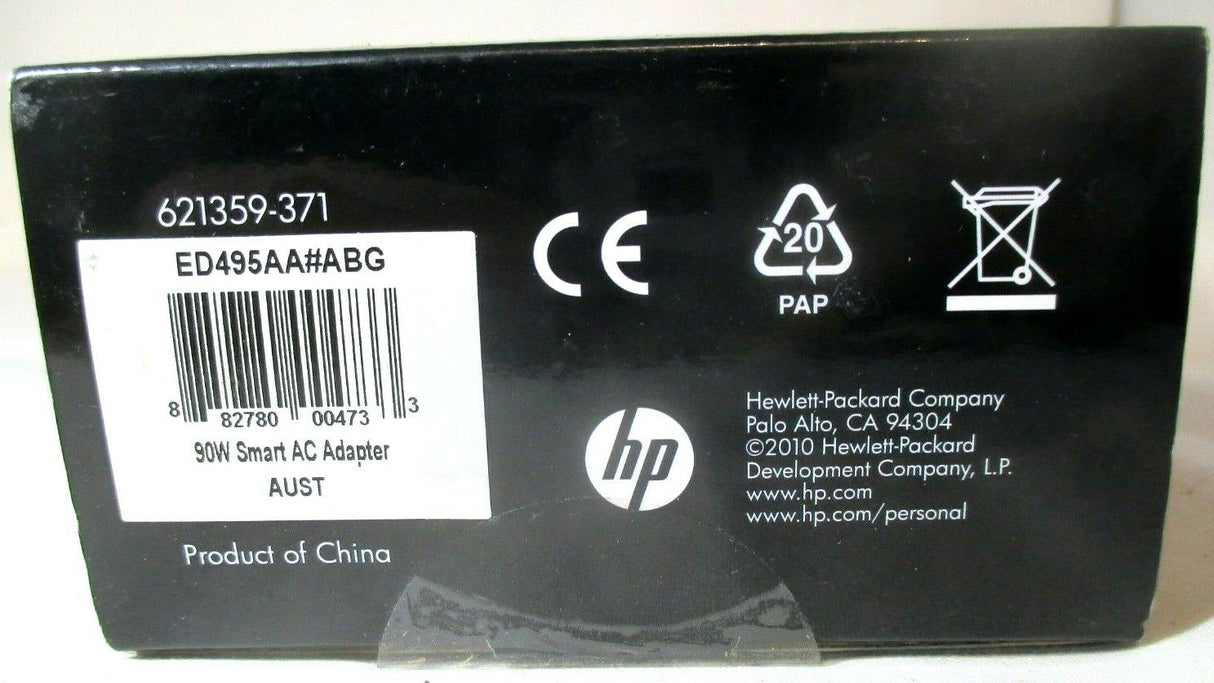 621359-371
ED495AA#ABG
8 82780 00473 3
90W Smart AC Adapter
AUST
Product of China
CE
20
PAP
hp
Hewlett-Packard Company
Palo Alto, CA 94304
©2010 Hewlett-Packard
Development Company, L.P.
www.hp.com
www.hp.com/personal